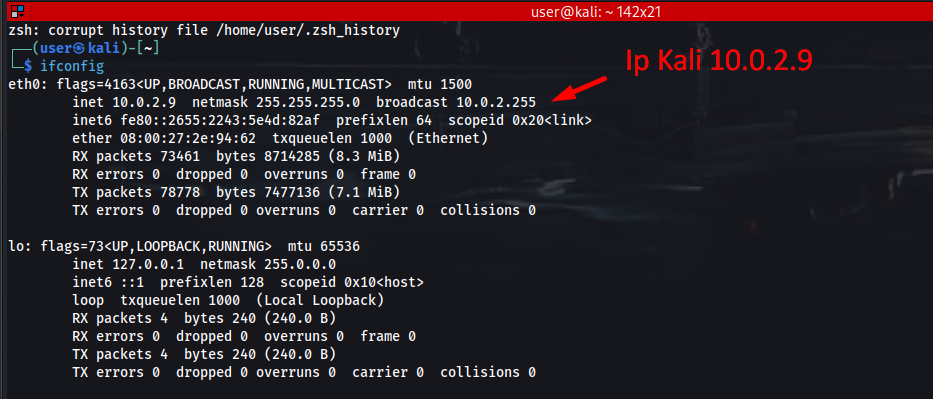 user@kali: ~ 142x21
zsh: corrupt history file /home/user/.zsh_history
┌──(user㉿kali)-[~]
└─$ ifconfig
Ip Kali 10.0.2.9
eth0: flags=4163<UP,BROADCAST,RUNNING,MULTICAST>  mtu 1500
        inet 10.0.2.9  netmask 255.255.255.0  broadcast 10.0.2.255
        inet6 fe80::2655:2243:5e4d:82af  prefixlen 64  scopeid 0x20<link>
        ether 08:00:27:2e:94:62  txqueuelen 1000  (Ethernet)
        RX packets 73461  bytes 8714285 (8.3 MiB)
        RX errors 0  dropped 0  overruns 0  frame 0
        TX packets 78778  bytes 7477136 (7.1 MiB)
        TX errors 0  dropped 0 overruns 0  carrier 0  collisions 0

lo: flags=73<UP,LOOPBACK,RUNNING>  mtu 65536
        inet 127.0.0.1  netmask 255.0.0.0
        inet6 ::1  prefixlen 128  scopeid 0x10<host>
        loop  txqueuelen 1000  (Local Loopback)
        RX packets 4  bytes 240 (240.0 B)
        RX errors 0  dropped 0  overruns 0  frame 0
        TX packets 4  bytes 240 (240.0 B)
        TX errors 0  dropped 0 overruns 0  carrier 0  collisions 0